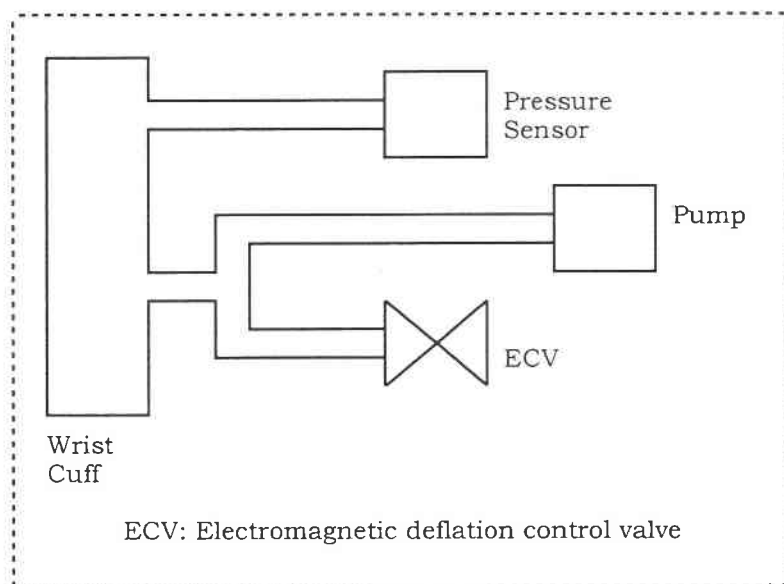 Pressure
Sensor
Pump
ECV
Wrist
Cuff
ECV: Electromagnetic deflation control valve